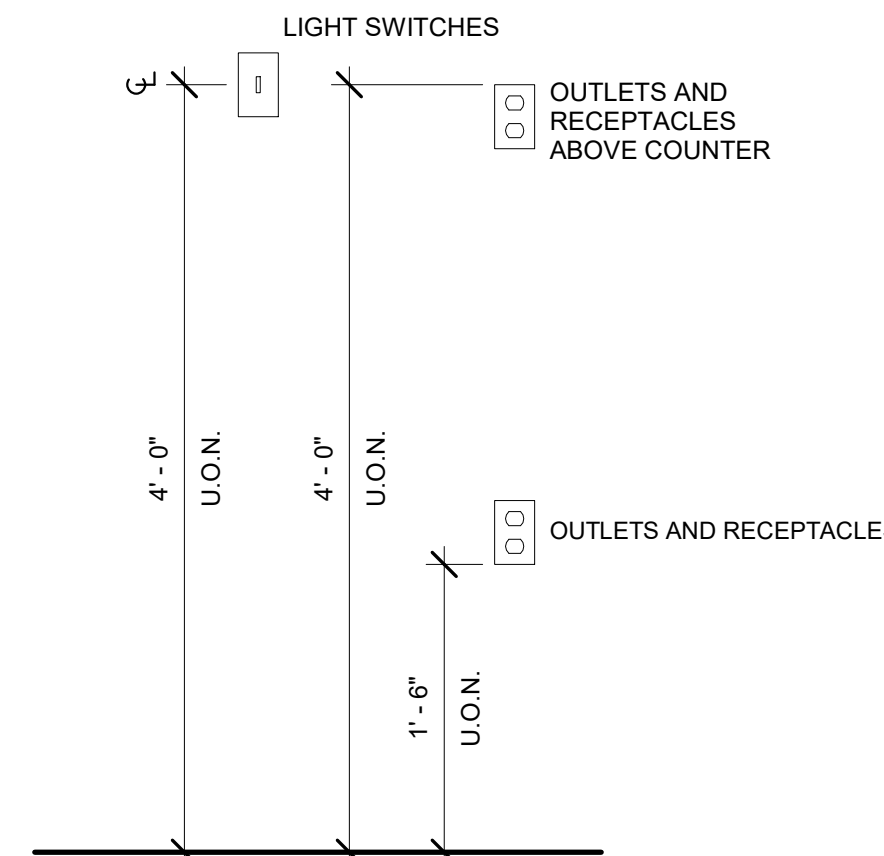 LIGHT SWITCHES
℄
OUTLETS AND
RECEPTACLES
ABOVE COUNTER
4' - 0"
U.O.N.
4' - 0"
U.O.N.
OUTLETS AND RECEPTACLES
1' - 6"
U.O.N.